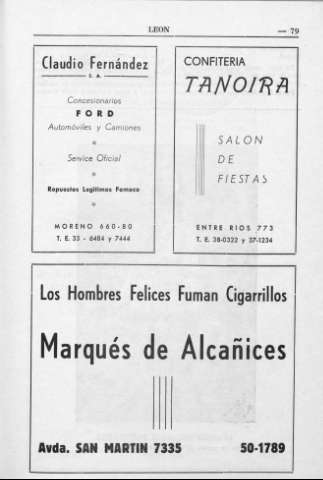 LEON
— 79
Claudio Fernández
S. A.
Concesionarios
FORD
Automóviles y Camiones
Service Oficial
Repuestos Legítimos Famaco
MORENO 660-80
T. E. 33 - 6484 y 7444
CONFITERIA
TANOIRA
SALON
DE
FIESTAS
ENTRE RIOS 773
T. E. 38-0322 y 37-1234
Los Hombres Felices Fuman Cigarrillos
Marqués de Alcañices
Avda. SAN MARTIN 7335 50-1789